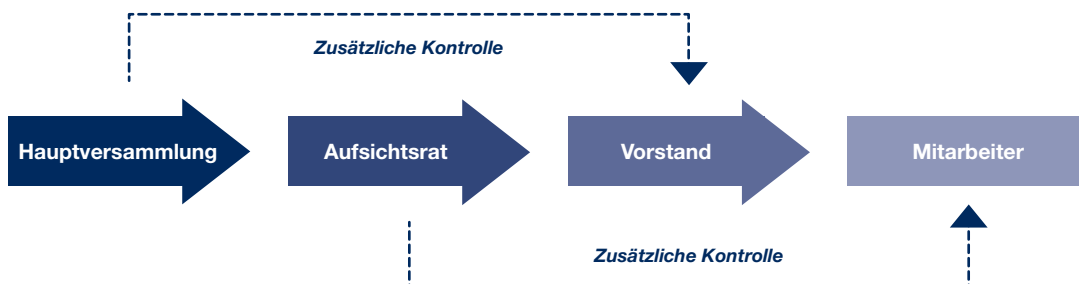 Zusätzliche Kontrolle
Hauptversammlung
Aufsichtsrat
Vorstand
Mitarbeiter
Zusätzliche Kontrolle